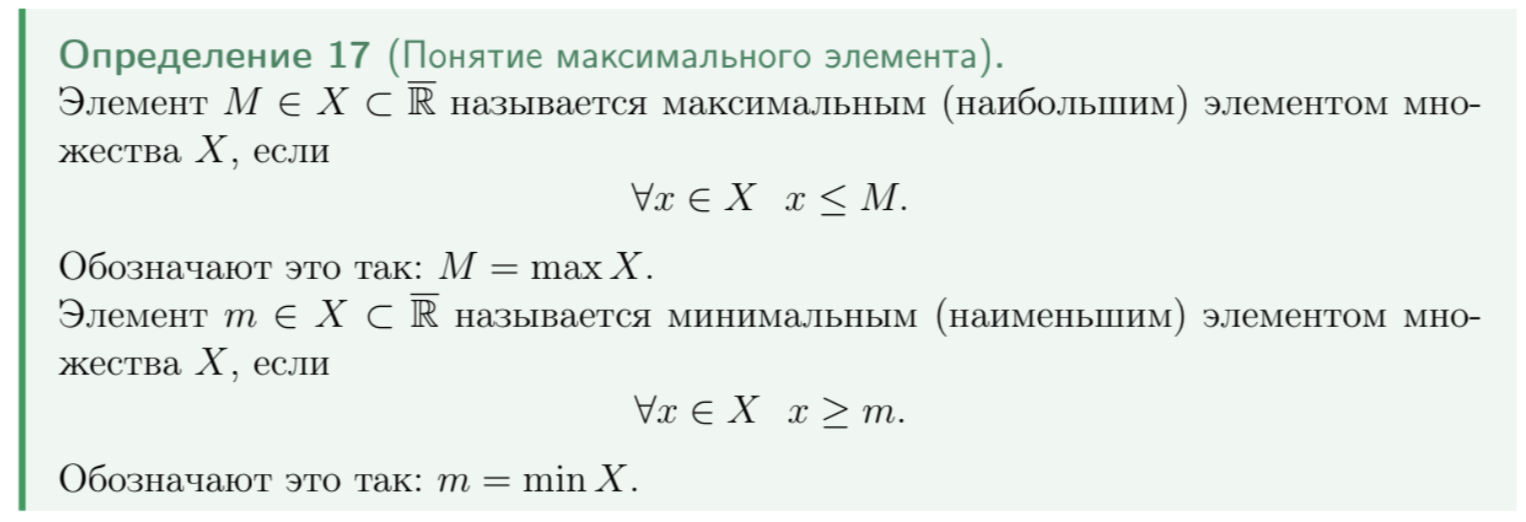 Определение 17 (Понятие максимального элемента).
Элемент M ∈ X ⊂ ℝ̅ называется максимальным (наибольшим) элементом мно-
жества X, если
∀x ∈ X x ≤ M.
Обозначают это так: M = max X.
Элемент m ∈ X ⊂ ℝ̅ называется минимальным (наименьшим) элементом мно-
жества X, если
∀x ∈ X x ≥ m.
Обозначают это так: m = min X.